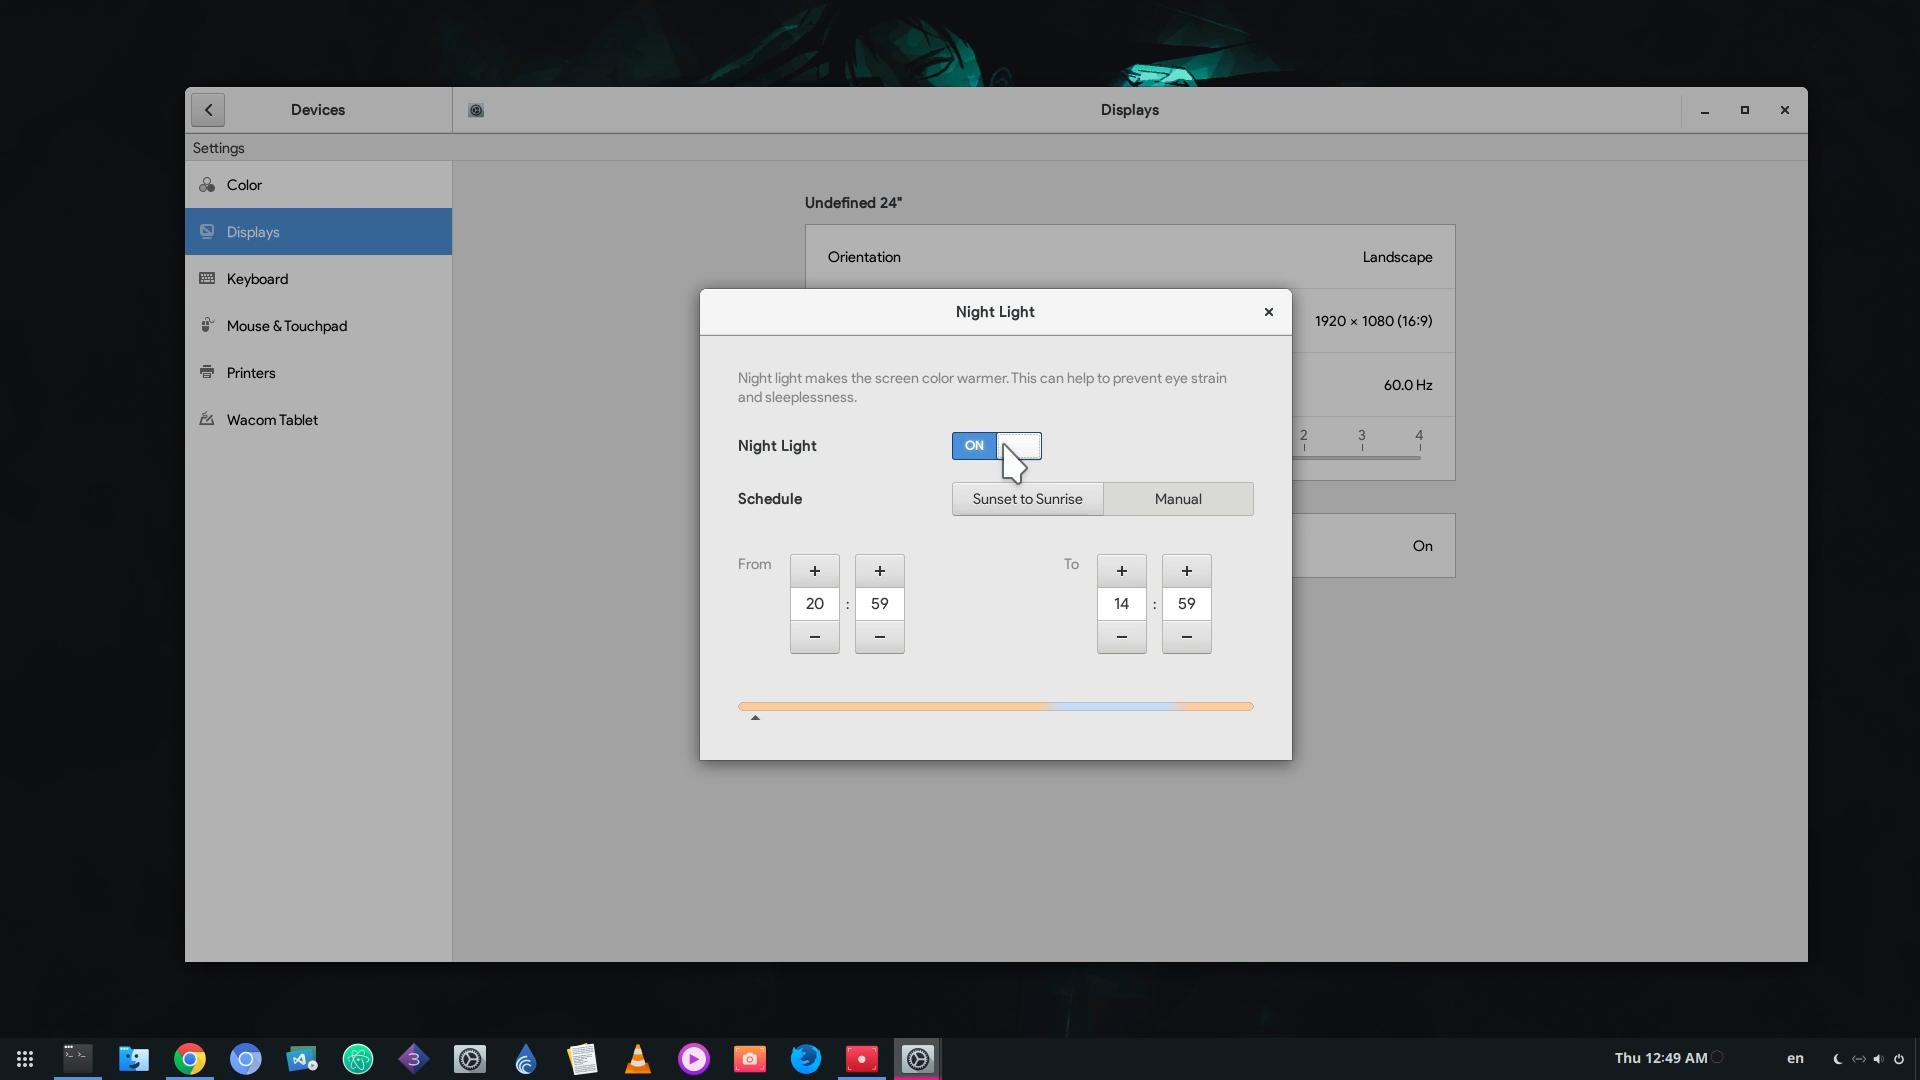 Devices
Displays
Settings
Color
Displays
Keyboard
Mouse & Touchpad
Printers
Wacom Tablet
Undefined 24"
Orientation Landscape
1920 × 1080 (16:9)
60.0 Hz
2 3 4
On
Night Light
Night light makes the screen color warmer. This can help to prevent eye strain
and sleeplessness.
Night Light ON
Schedule Sunset to Sunrise Manual
From 20 : 59 To 14 : 59
3
Thu 12:49 AM
en